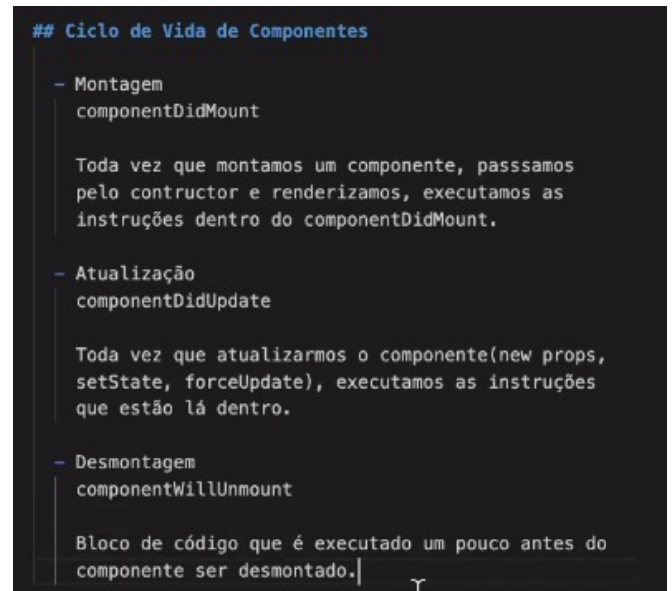 ## Ciclo de Vida de Componentes
- Montagem
componentDidMount
Toda vez que montamos um componente, passsamos
pelo contructor e renderizamos, executamos as
instruções dentro do componentDidMount.
- Atualização
componentDidUpdate
Toda vez que atualizarmos o componente(new props,
setState, forceUpdate), executamos as instruções
que estão lá dentro.
- Desmontagem
componentWillUnmount
Bloco de código que é executado um pouco antes do
componente ser desmontado.